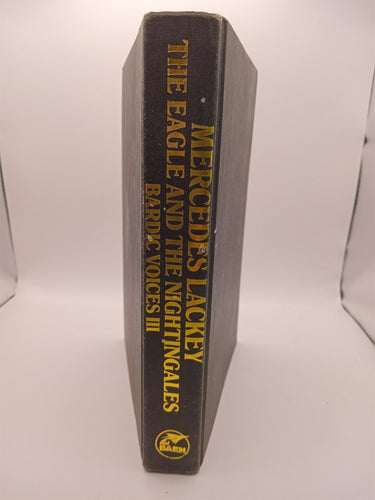 MERCEDES LACKEY
THE EAGLE AND THE NIGHTINGALES
BARDIC VOICES III
BAEN